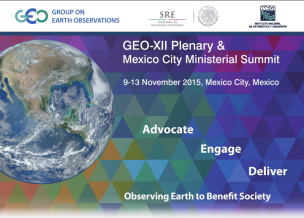 GEO
GROUP ON
EARTH OBSERVATIONS
SRE
INEGI
GEO-XII Plenary &
Mexico City Ministerial Summit
9-13 November 2015, Mexico City, Mexico
Advocate
Engage
Deliver
Observing Earth to Benefit Society